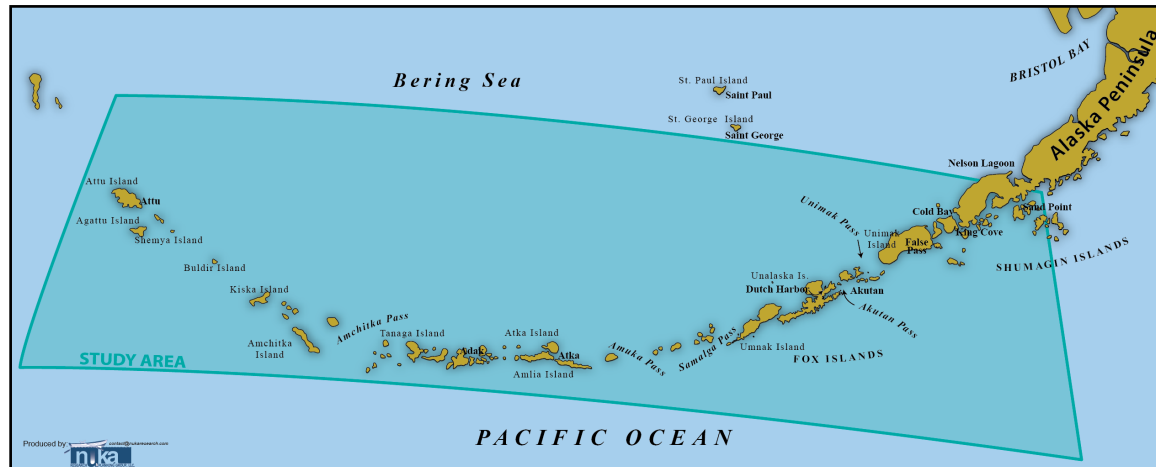 BRISTOL BAY
Alaska Peninsula
Bering Sea
St. Paul Island
Saint Paul
St. George Island
Saint George
Nelson Lagoon
Attu Island
Attu
Agattu Island
Shemya Island
Buldir Island
Kiska Island
Amchitka
Island
Amchitka Pass
Tanaga Island
Adak
Atka Island
Atka
Amlia Island
Amuka Pass
Samalga Pass
Umnak Island
FOX ISLANDS
Unalaska Is.
Dutch Harbor
Akutan
Akutan Pass
Unimak Pass
Unimak
Island
False
Pass
Cold Bay
King Cove
Sand Point
SHUMAGIN ISLANDS
STUDY AREA
PACIFIC OCEAN
Produced by:
contact@nukaresearch.com
nuka